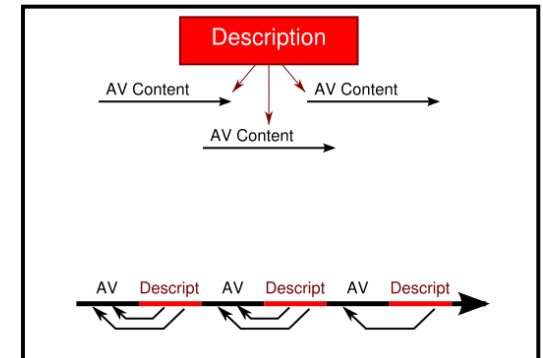 Description
AV Content
AV Content
AV Content
AV Descript AV Descript AV Descript